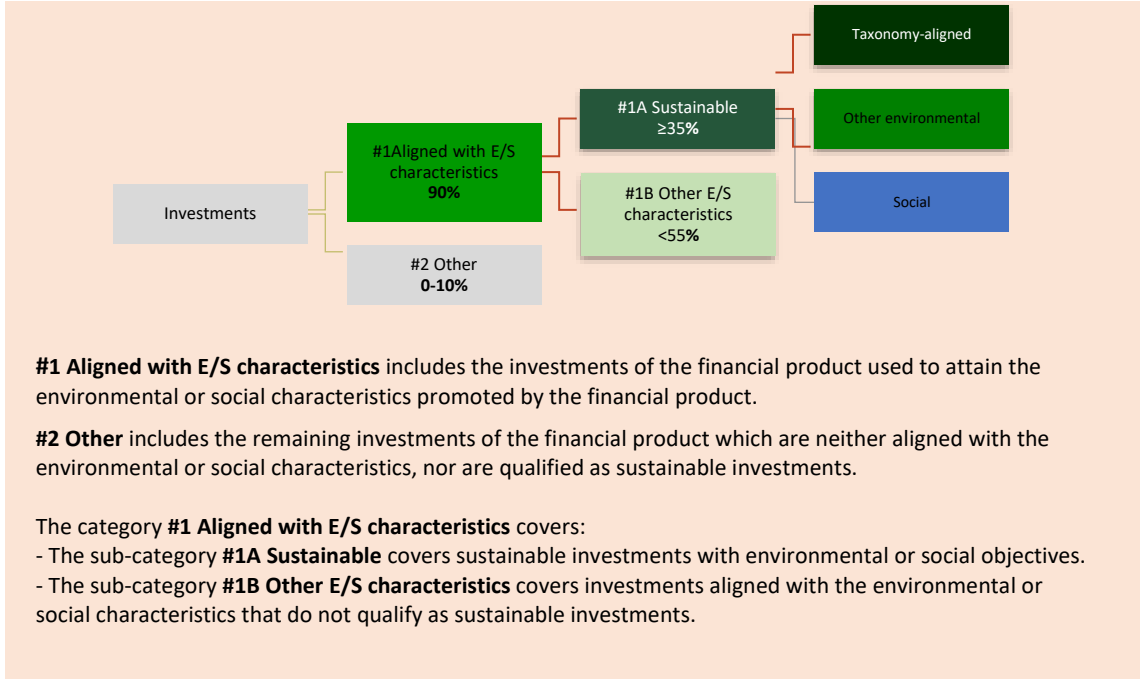 Taxonomy-aligned
#1A Sustainable
≥35%
Other environmental
#1Aligned with E/S
characteristics
90%
#1B Other E/S
characteristics
<55%
Investments
Social
#2 Other
0-10%
#1 Aligned with E/S characteristics includes the investments of the financial product used to attain the
environmental or social characteristics promoted by the financial product.
#2 Other includes the remaining investments of the financial product which are neither aligned with the
environmental or social characteristics, nor are qualified as sustainable investments.
The category #1 Aligned with E/S characteristics covers:
- The sub-category #1A Sustainable covers sustainable investments with environmental or social objectives.
- The sub-category #1B Other E/S characteristics covers investments aligned with the environmental or
social characteristics that do not qualify as sustainable investments.